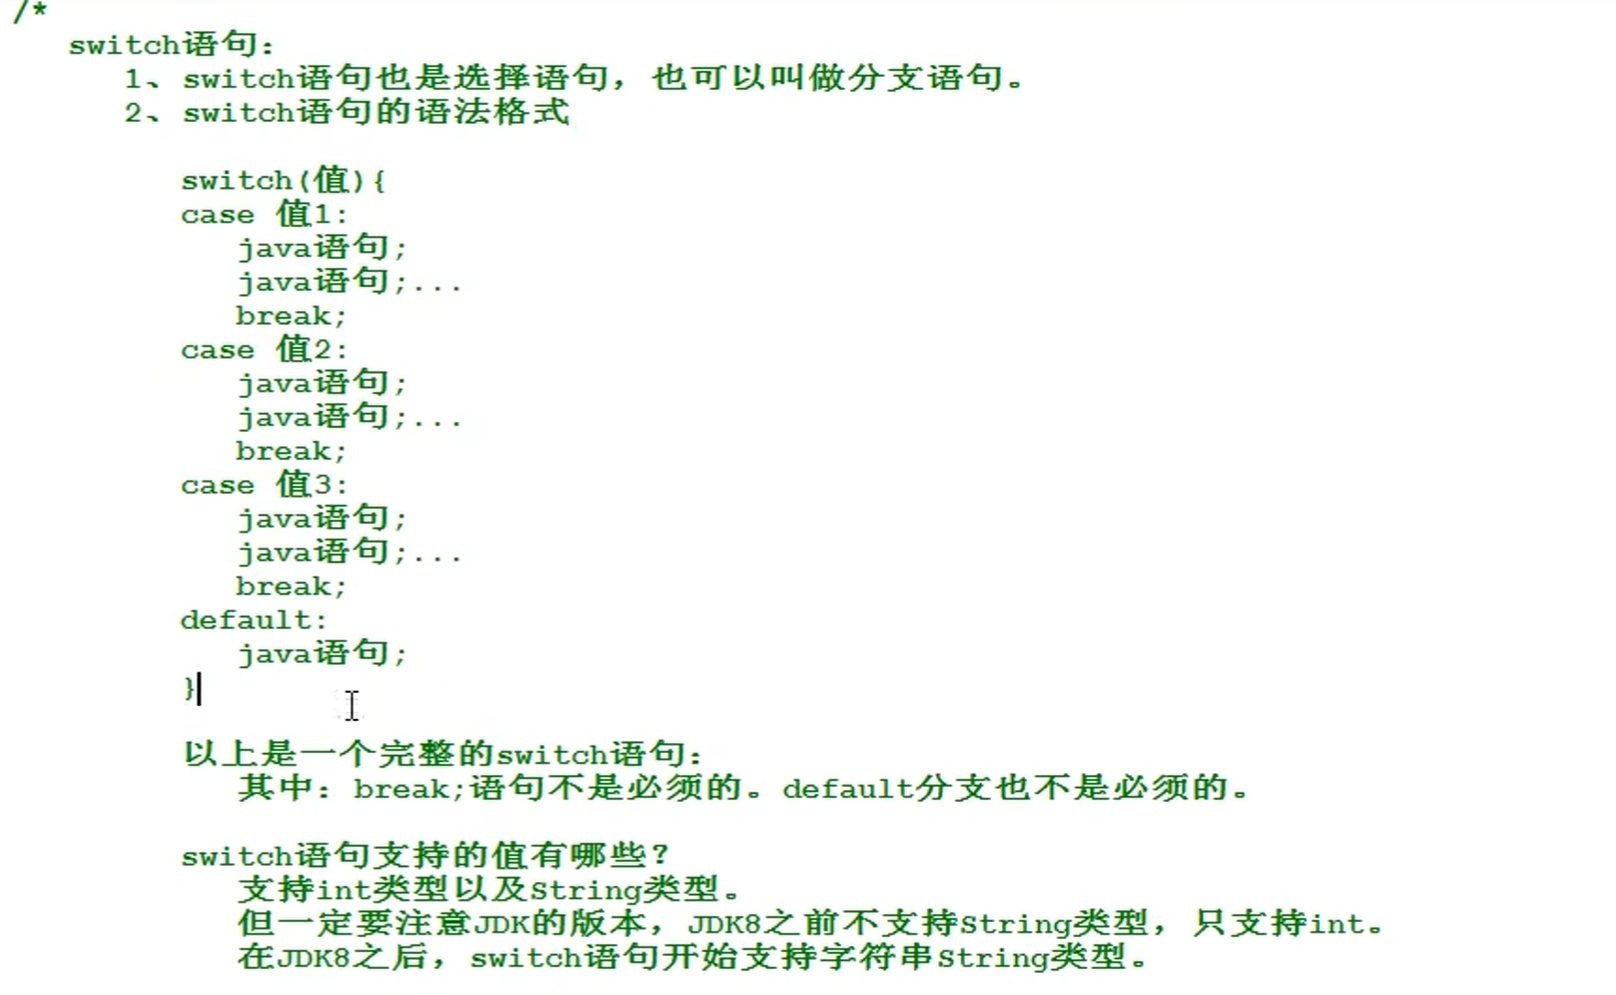 /*
switch语句：
1、switch语句也是选择语句，也可以叫做分支语句。
2、switch语句的语法格式
switch(值){
case 值1:
java语句;
java语句;...
break;
case 值2:
java语句;
java语句;...
break;
case 值3:
java语句;
java语句;...
break;
default:
java语句;
}
以上是一个完整的switch语句：
其中：break;语句不是必须的。default分支也不是必须的。
switch语句支持的值有哪些？
支持int类型以及String类型。
但一定要注意JDK的版本，JDK8之前不支持String类型，只支持int。
在JDK8之后，switch语句开始支持字符串String类型。